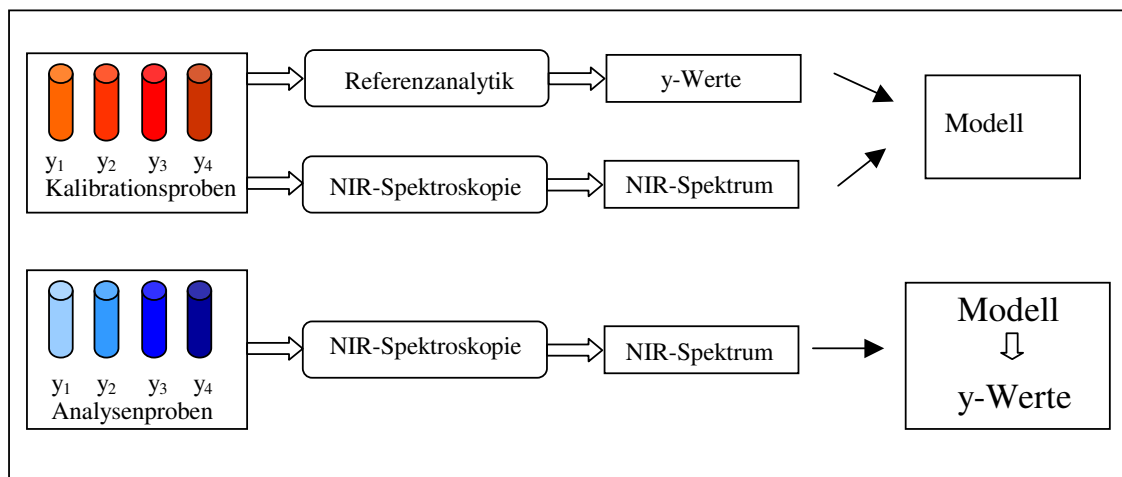 Referenzanalytik
y-Werte
Modell
y₁ y₂ y₃ y₄
Kalibrationsproben
NIR-Spektroskopie
NIR-Spektrum
y₁ y₂ y₃ y₄
Analysenproben
NIR-Spektroskopie
NIR-Spektrum
Modell
y-Werte